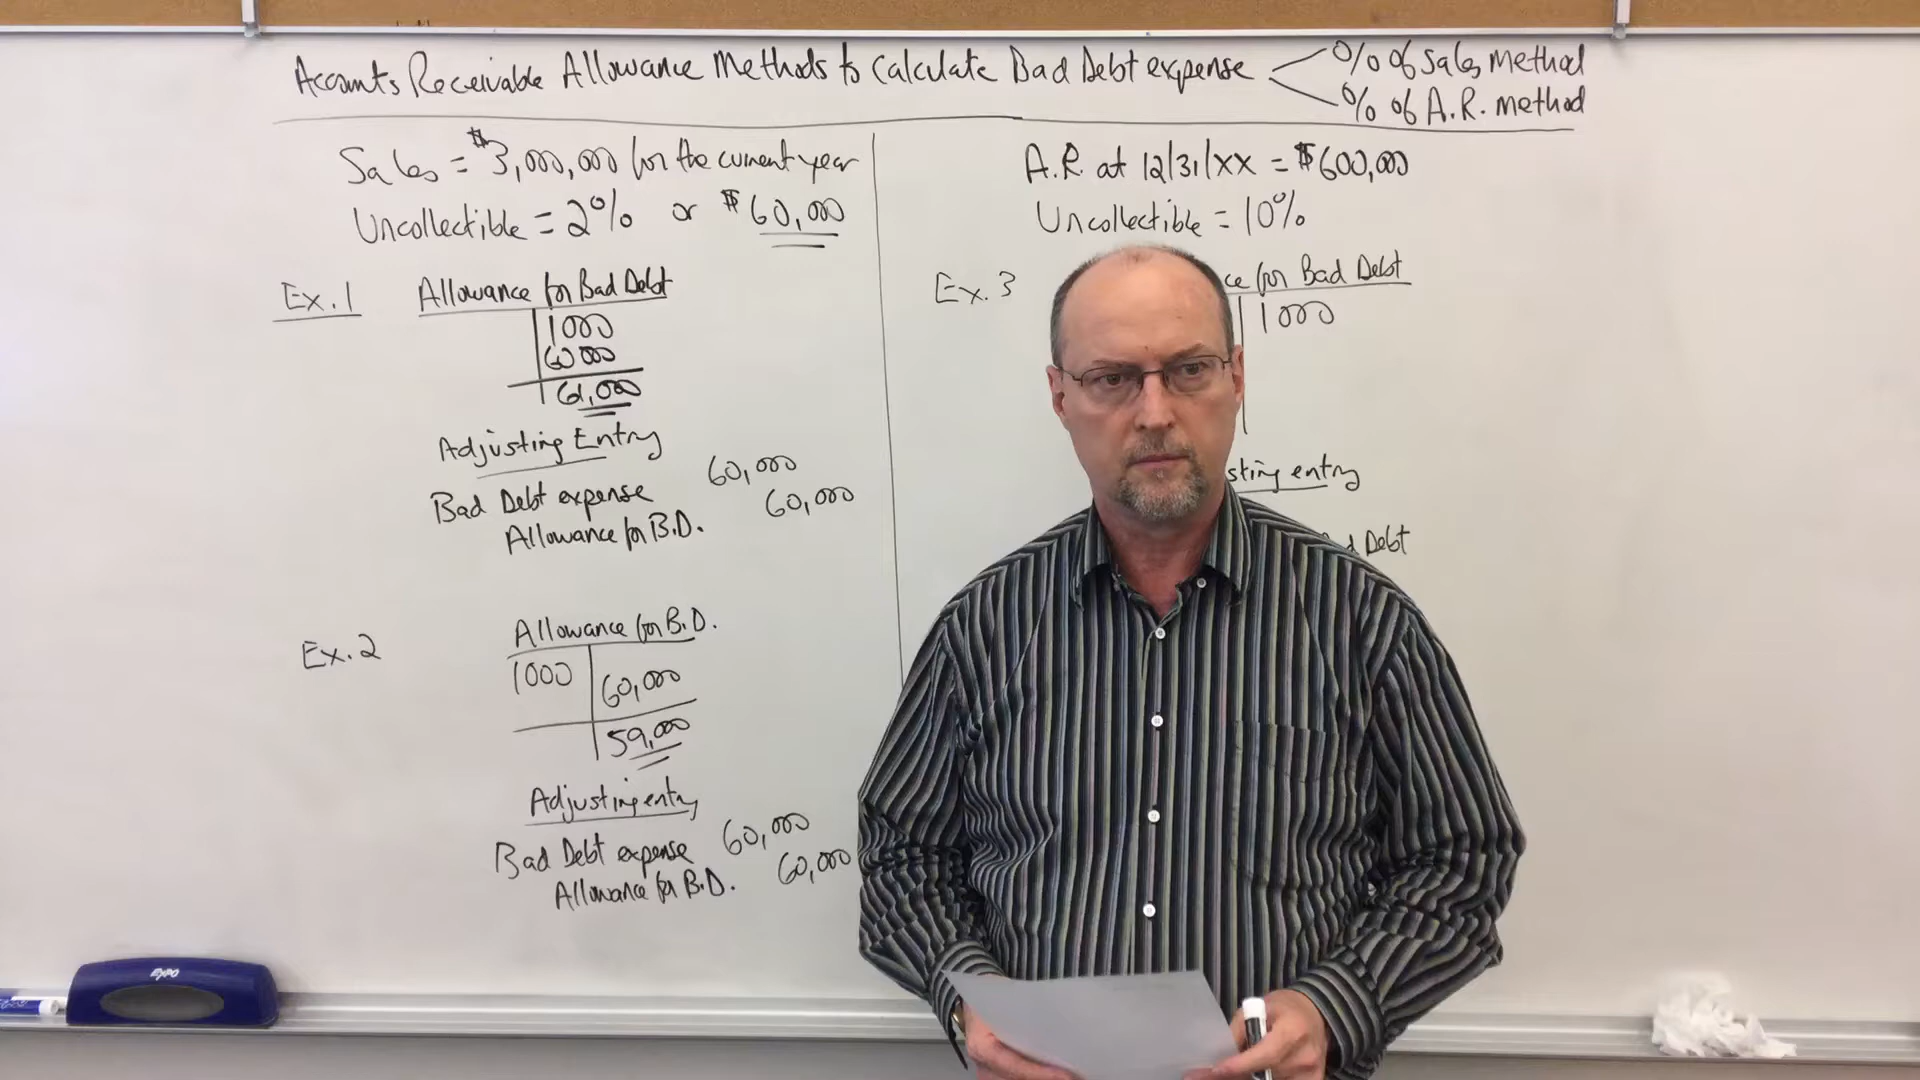 Accounts Receivable Allowance Methods to Calculate Bad Debt expense
% of Sales method
% of A.R. method
Sales = $3,000,000 for the current year
Uncollectible = 2% or $60,000
Ex. 1
Allowance for Bad Debt
1000
60000
61,000
Adjusting Entry
Bad Debt expense 60,000
Allowance for B.D. 60,000
Ex. 2
Allowance for B.D.
1000 60,000
59,000
Adjusting entry
Bad Debt expense 60,000
Allowance for B.D. 60,000
A.R. at 12/31/XX = $600,000
Uncollectible = 10%
Ex. 3
ce for Bad Debt
1000
sting entry
d Debt
EXPO